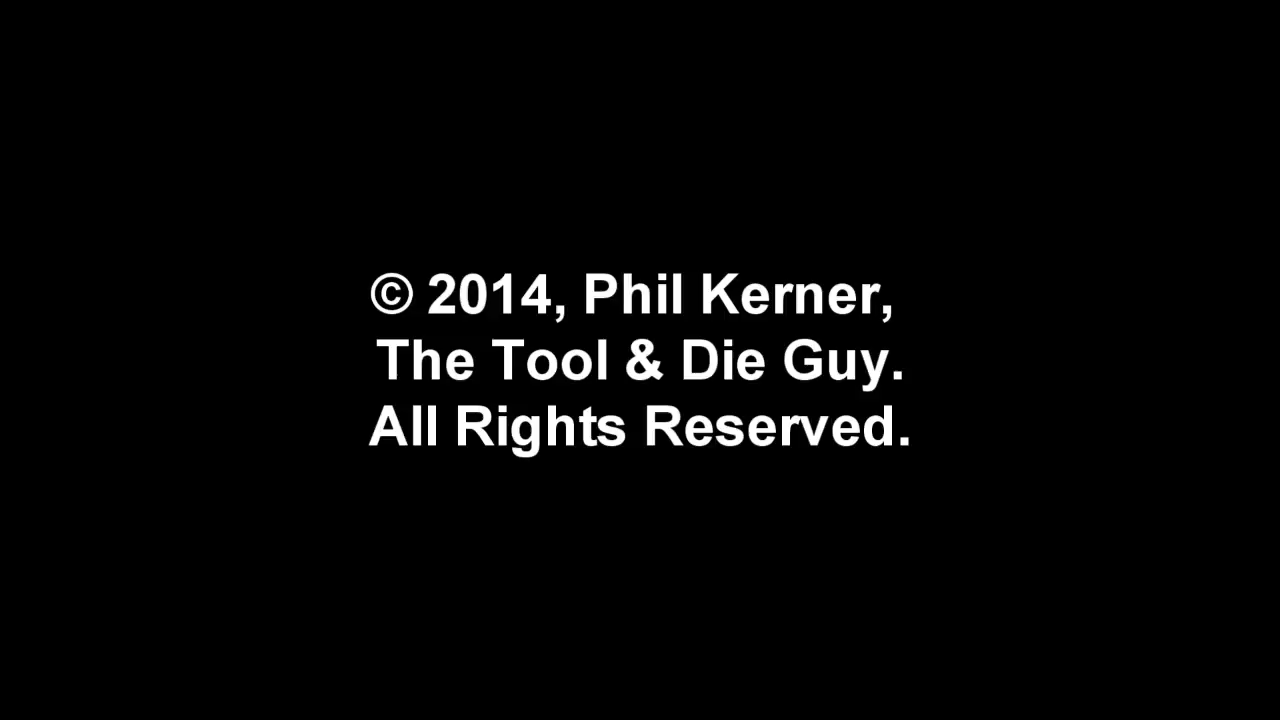 © 2014, Phil Kerner,
The Tool & Die Guy.
All Rights Reserved.